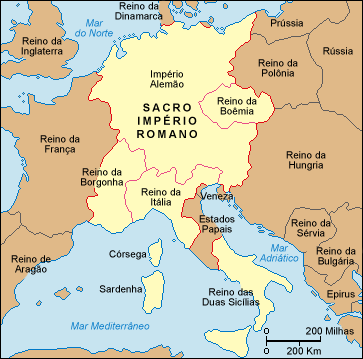 Reino da
Dinamarca
Mar
do Norte
Prússia
Reino da
Inglaterra
Império
Alemão
Reino da
Polônia
Rússia
SACRO
IMPÉRIO
ROMANO
Reino da
Boêmia
Reino da
França
Reino da
Borgonha
Reino da
Hungria
Reino da
Itália
Veneza
Estados
Papais
Reino da
Sérvia
Reino de
Aragão
Córsega
Mar
Adriático
Reino da
Bulgária
Sardenha
Reino das
Duas Sicílias
Epirus
Mar Mediterrâneo
0 200 Milhas
0 200 Km